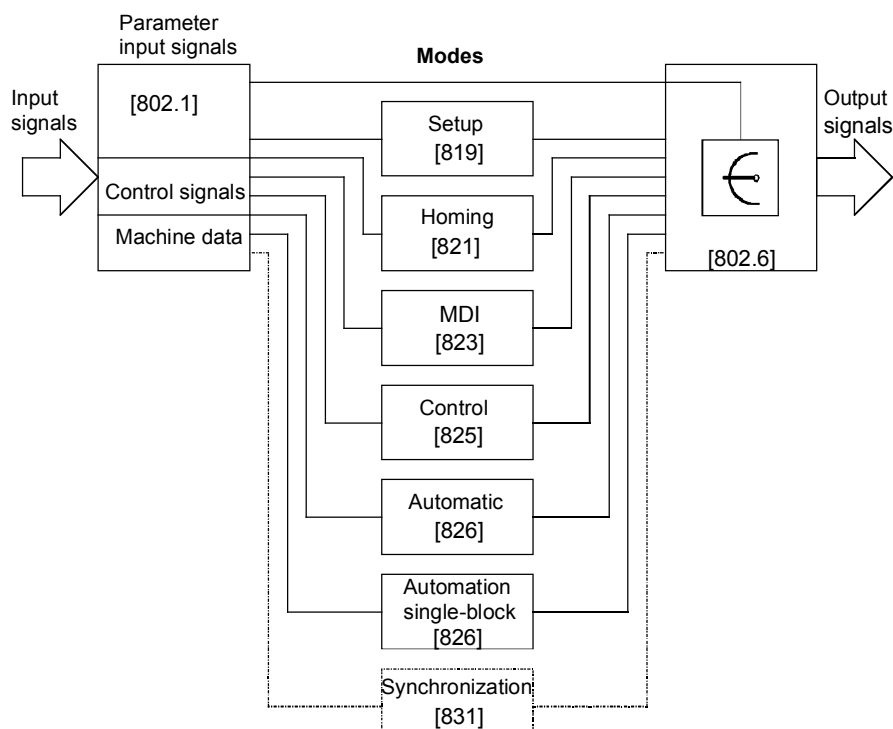 Parameter
input signals
Modes
Input
signals
[802.1]
Control signals
Machine data
Setup
[819]
Homing
[821]
MDI
[823]
Control
[825]
Automatic
[826]
Automation
single-block
[826]
Synchronization
[831]
[802.6]
Output
signals